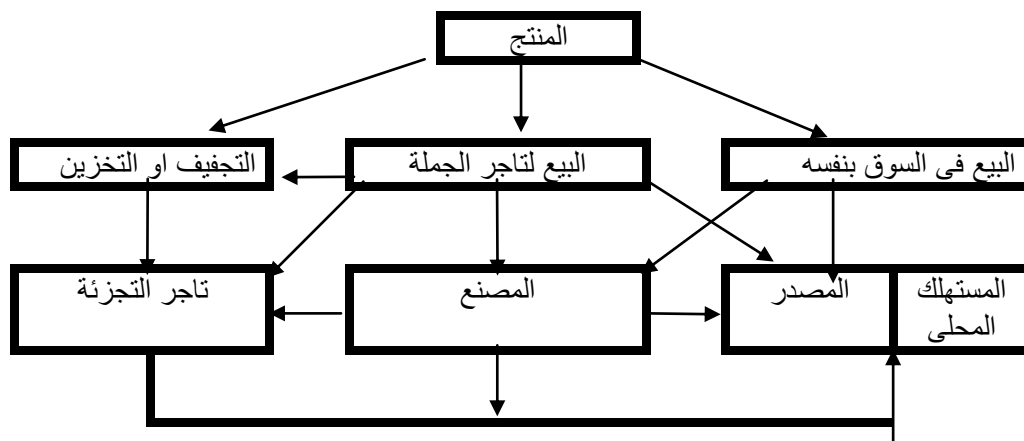 المنتج
البيع فى السوق بنفسه
البيع لتاجر الجملة
التجفيف او التخزين
المستهلك
المحلى
المصدر
المصنع
تاجر التجزئة